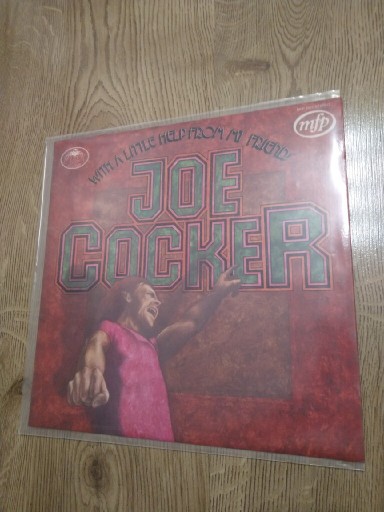 mfp
WITH A LITTLE HELP FROM MY FRIENDS
JOE
COCKER